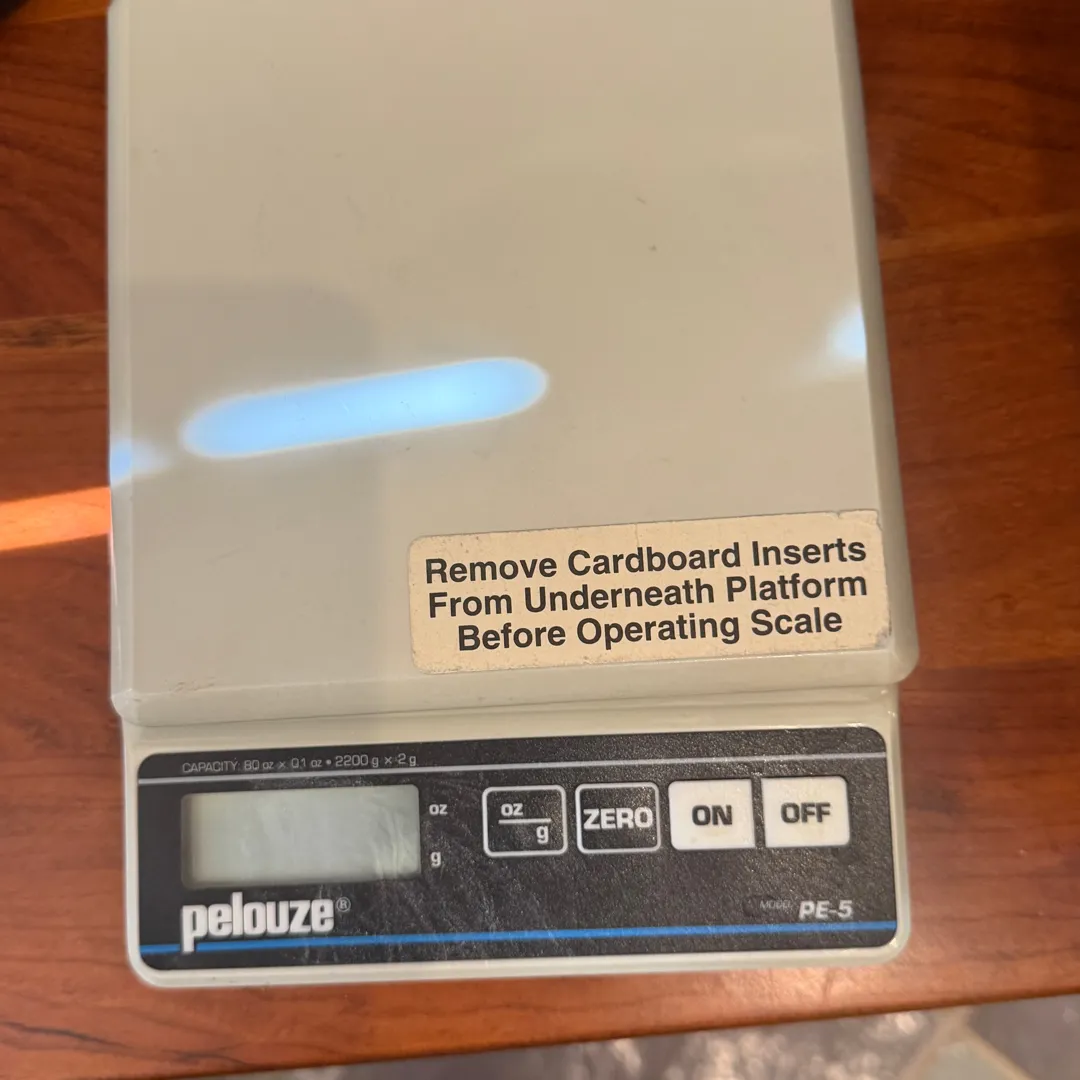 Remove Cardboard Inserts
From Underneath Platform
Before Operating Scale
CAPACITY: 80 oz × 0.1 oz • 2200 g × 2 g
oz
g
oz
g
ZERO
ON
OFF
pelouze®
MODEL PE-5